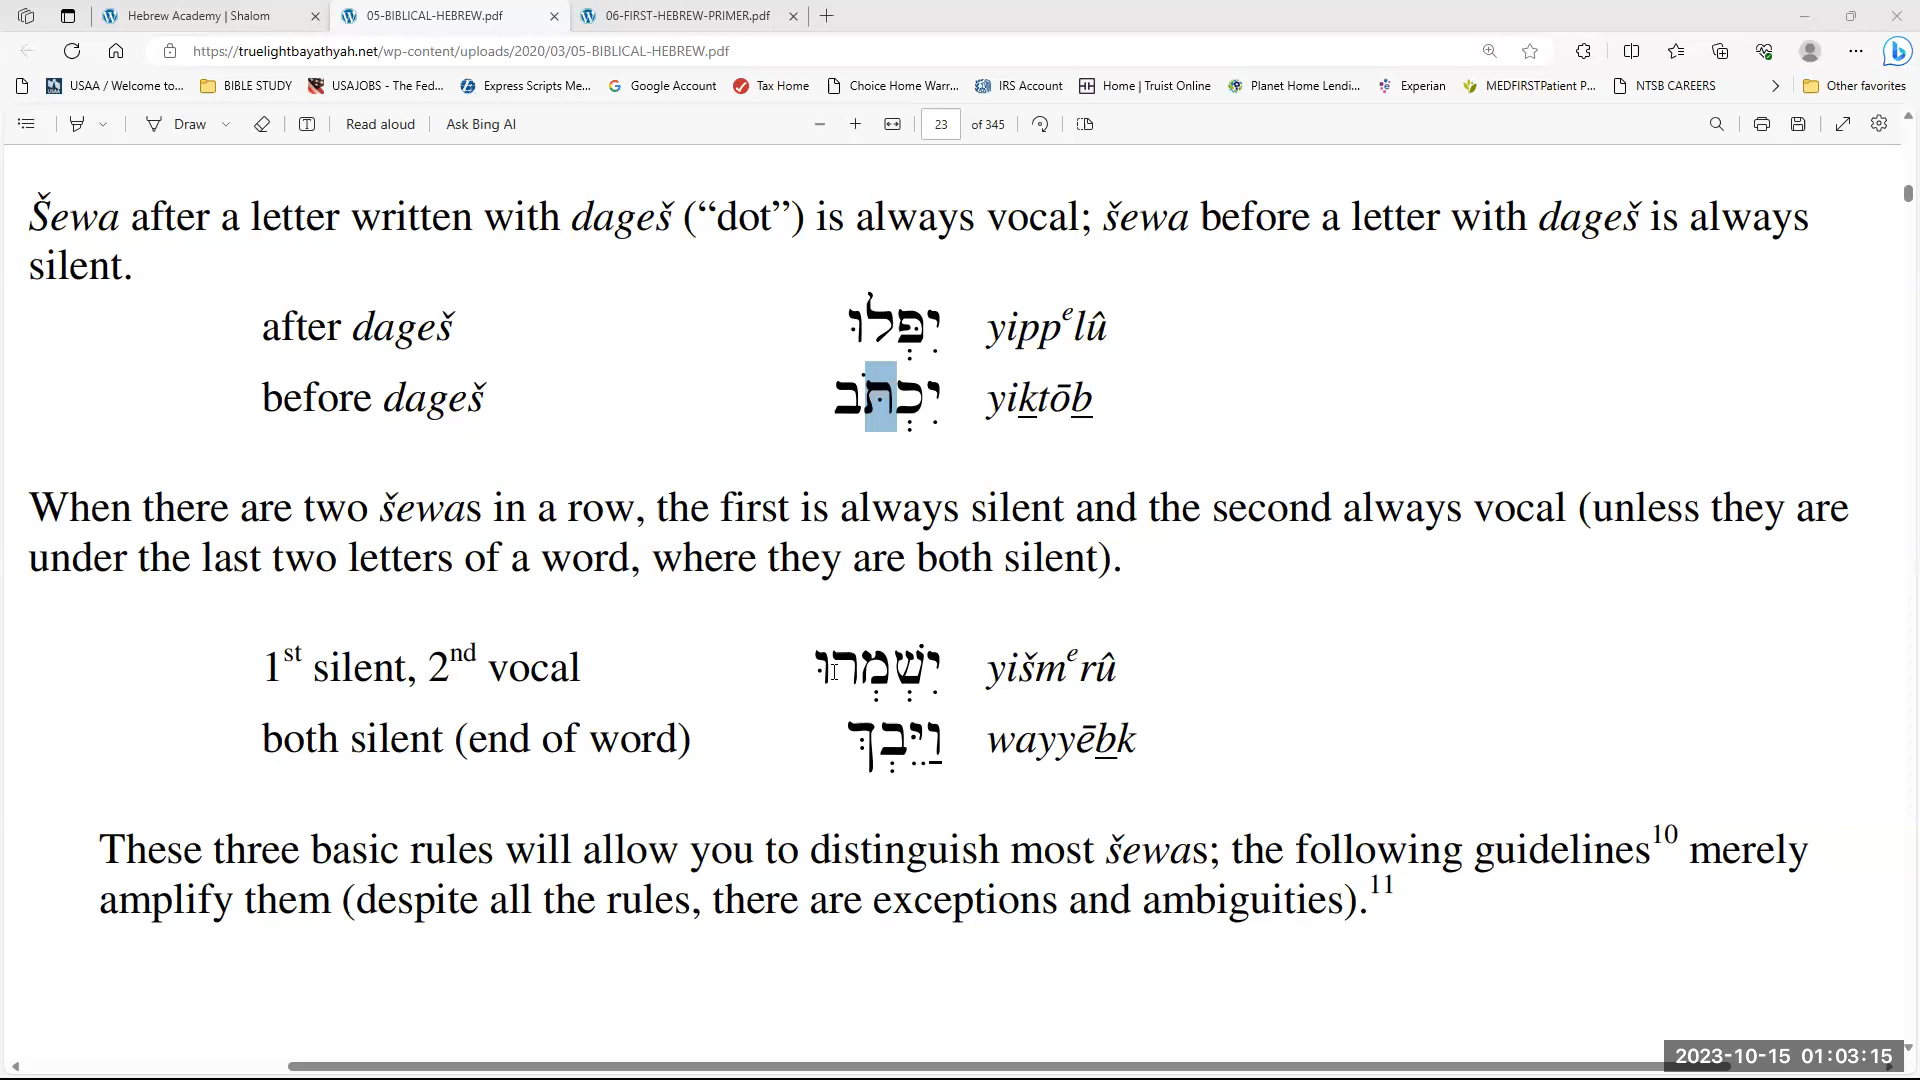 Hebrew Academy | Shalom
05-BIBLICAL-HEBREW.pdf
06-FIRST-HEBREW-PRIMER.pdf
https://truelightbayathyah.net/wp-content/uploads/2020/03/05-BIBLICAL-HEBREW.pdf
USAA / Welcome to... BIBLE STUDY USAJOBS - The Fed... Express Scripts Me... Google Account Tax Home Choice Home Warr... IRS Account Home | Truist Online Planet Home Lendi... Experian MEDFIRSTPatient P... NTSB CAREERS Other favorites
Draw Read aloud Ask Bing AI 23 of 345
Šewa after a letter written with dageš (“dot”) is always vocal; šewa before a letter with dageš is always
silent.
after dageš יִפְּלוּ yippᵉlû
before dageš יִכְתֹּב yiḵtōḇ
When there are two šewas in a row, the first is always silent and the second always vocal (unless they are
under the last two letters of a word, where they are both silent).
1st silent, 2nd vocal יִשְׁמְרוּ yišmᵉrû
both silent (end of word) וַיֵּבְךְּ wayyēḇk
These three basic rules will allow you to distinguish most šewas; the following guidelines10 merely
amplify them (despite all the rules, there are exceptions and ambiguities).11
2023-10-15 01:03:15